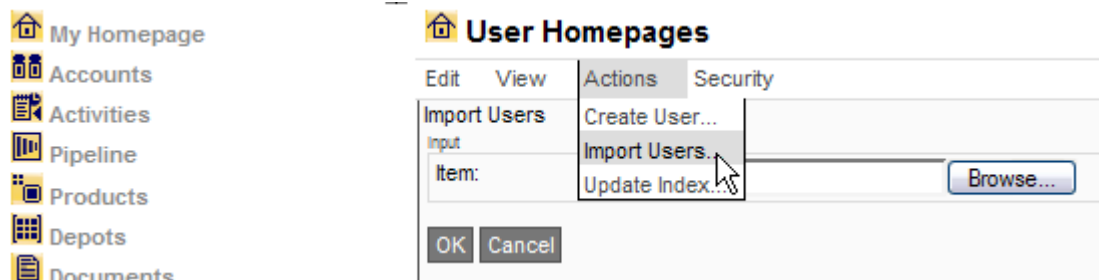 My Homepage
Accounts
Activities
Pipeline
Products
Depots
Documents
User Homepages
Edit View Actions Security
Import Users
Input
Item:
Create User...
Import Users...
Update Index...
Browse...
OK Cancel